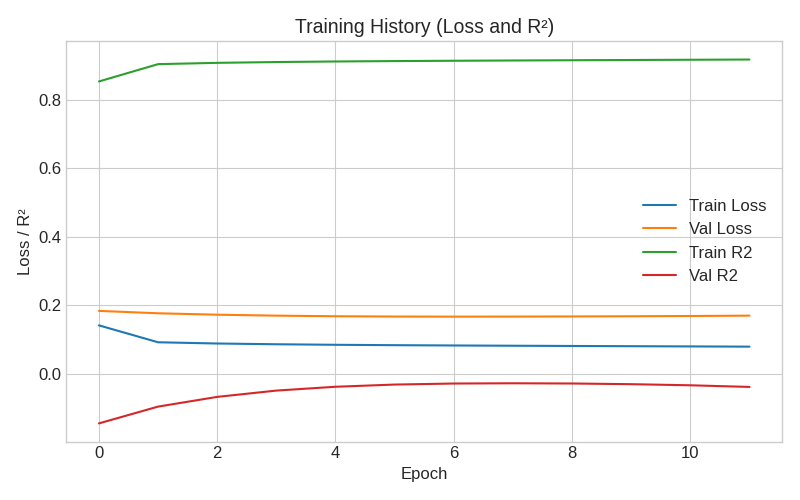 Training History (Loss and R²)
Loss / R²
0.8
0.6
0.4
0.2
0.0
Train Loss
Val Loss
Train R2
Val R2
0 2 4 6 8 10
Epoch